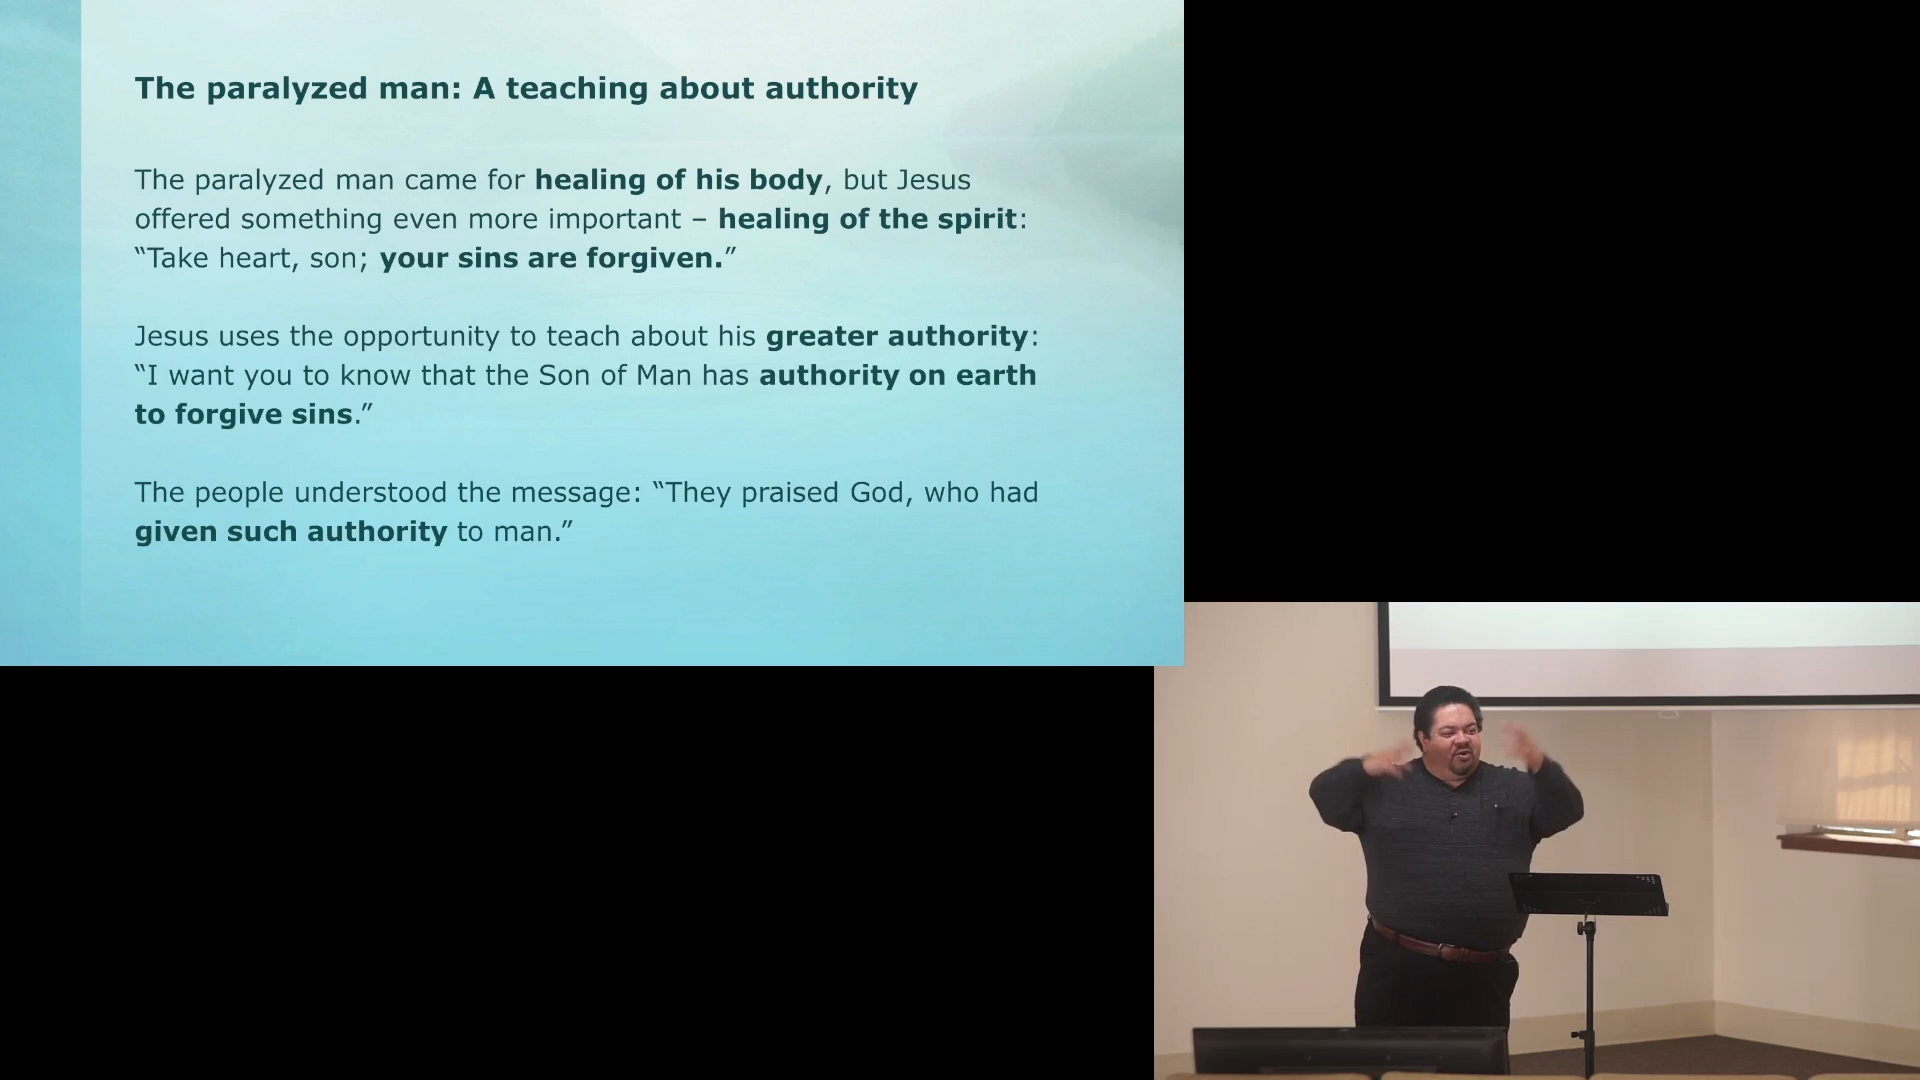 The paralyzed man: A teaching about authority
The paralyzed man came for healing of his body, but Jesus
offered something even more important – healing of the spirit:
“Take heart, son; your sins are forgiven.”
Jesus uses the opportunity to teach about his greater authority:
“I want you to know that the Son of Man has authority on earth
to forgive sins.”
The people understood the message: “They praised God, who had
given such authority to man.”